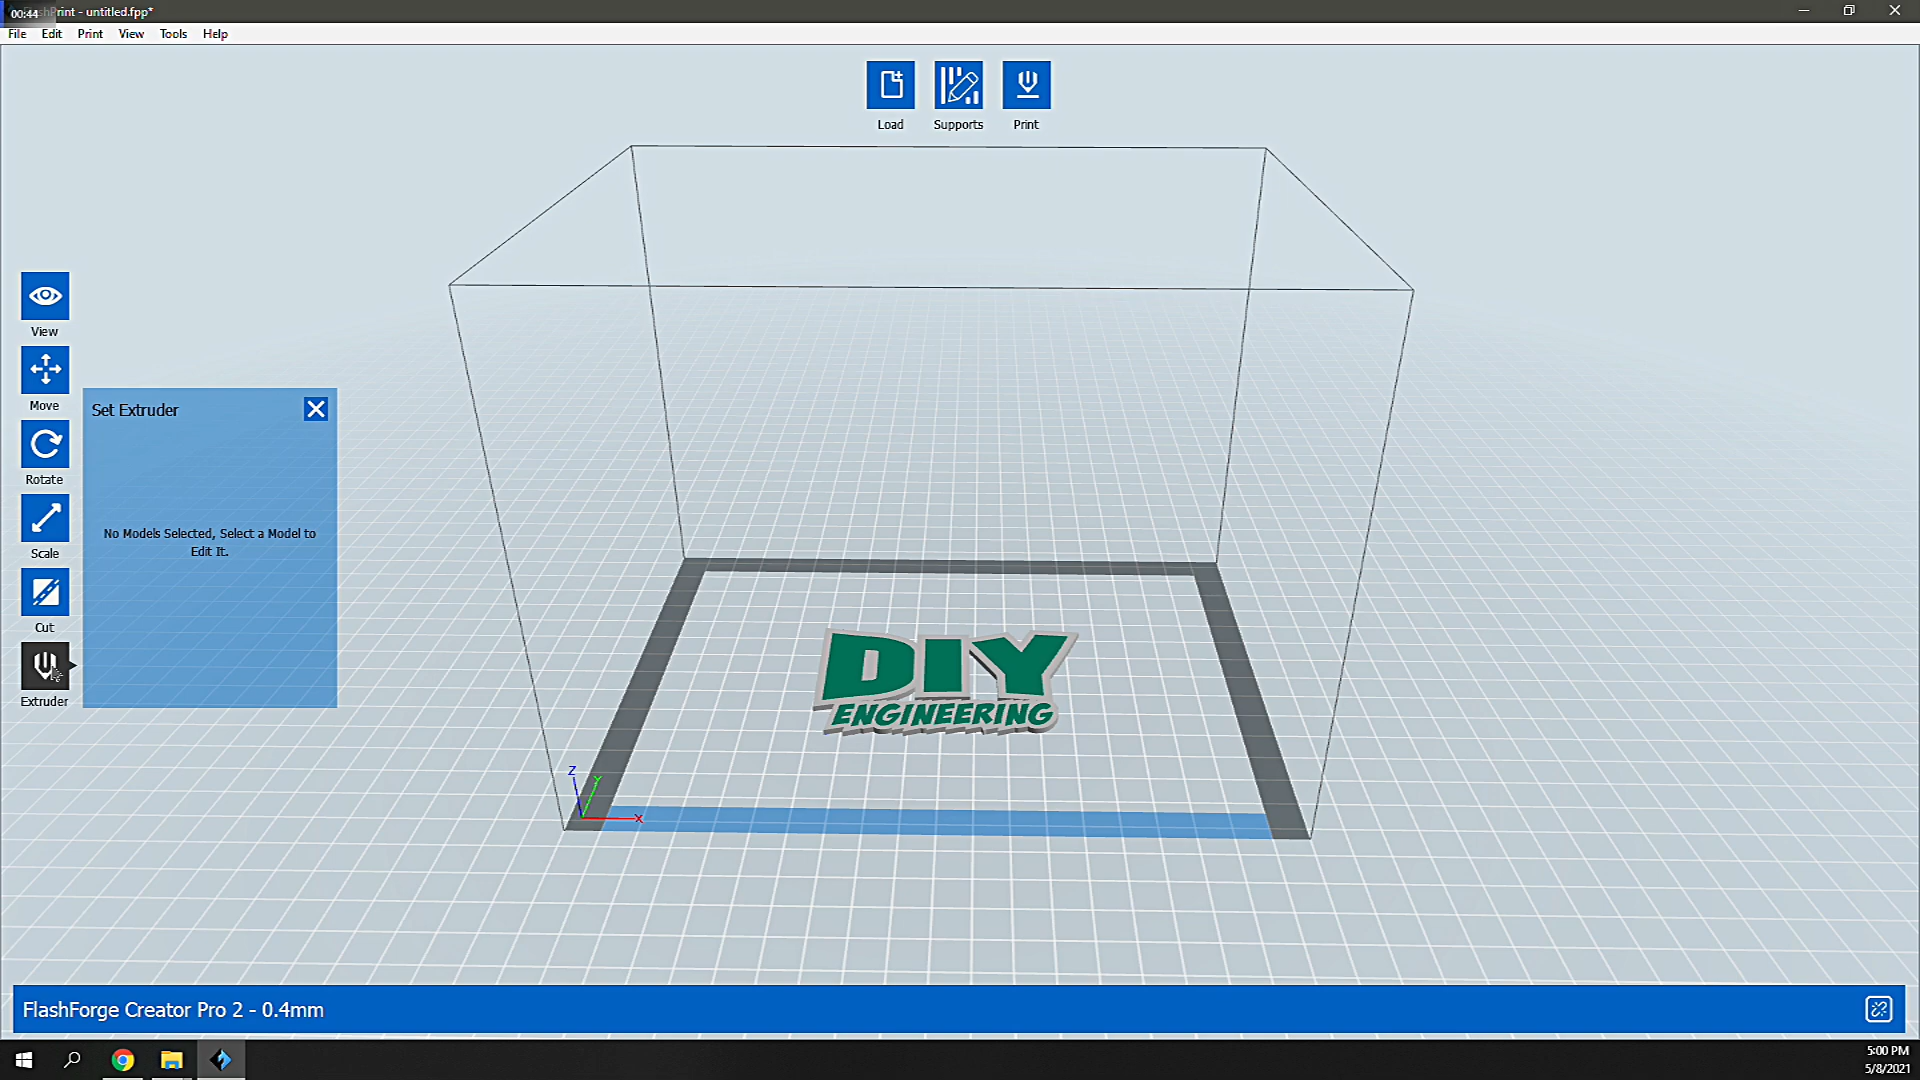 00:44
Print - untitled.fpp*
File Edit Print View Tools Help
Load Supports Print
View
Move
Set Extruder
Rotate
No Models Selected, Select a Model to
Edit It.
Scale
Cut
Extruder
DIY
ENGINEERING
Z
Y
X
FlashForge Creator Pro 2 - 0.4mm
5:00 PM
5/8/2021